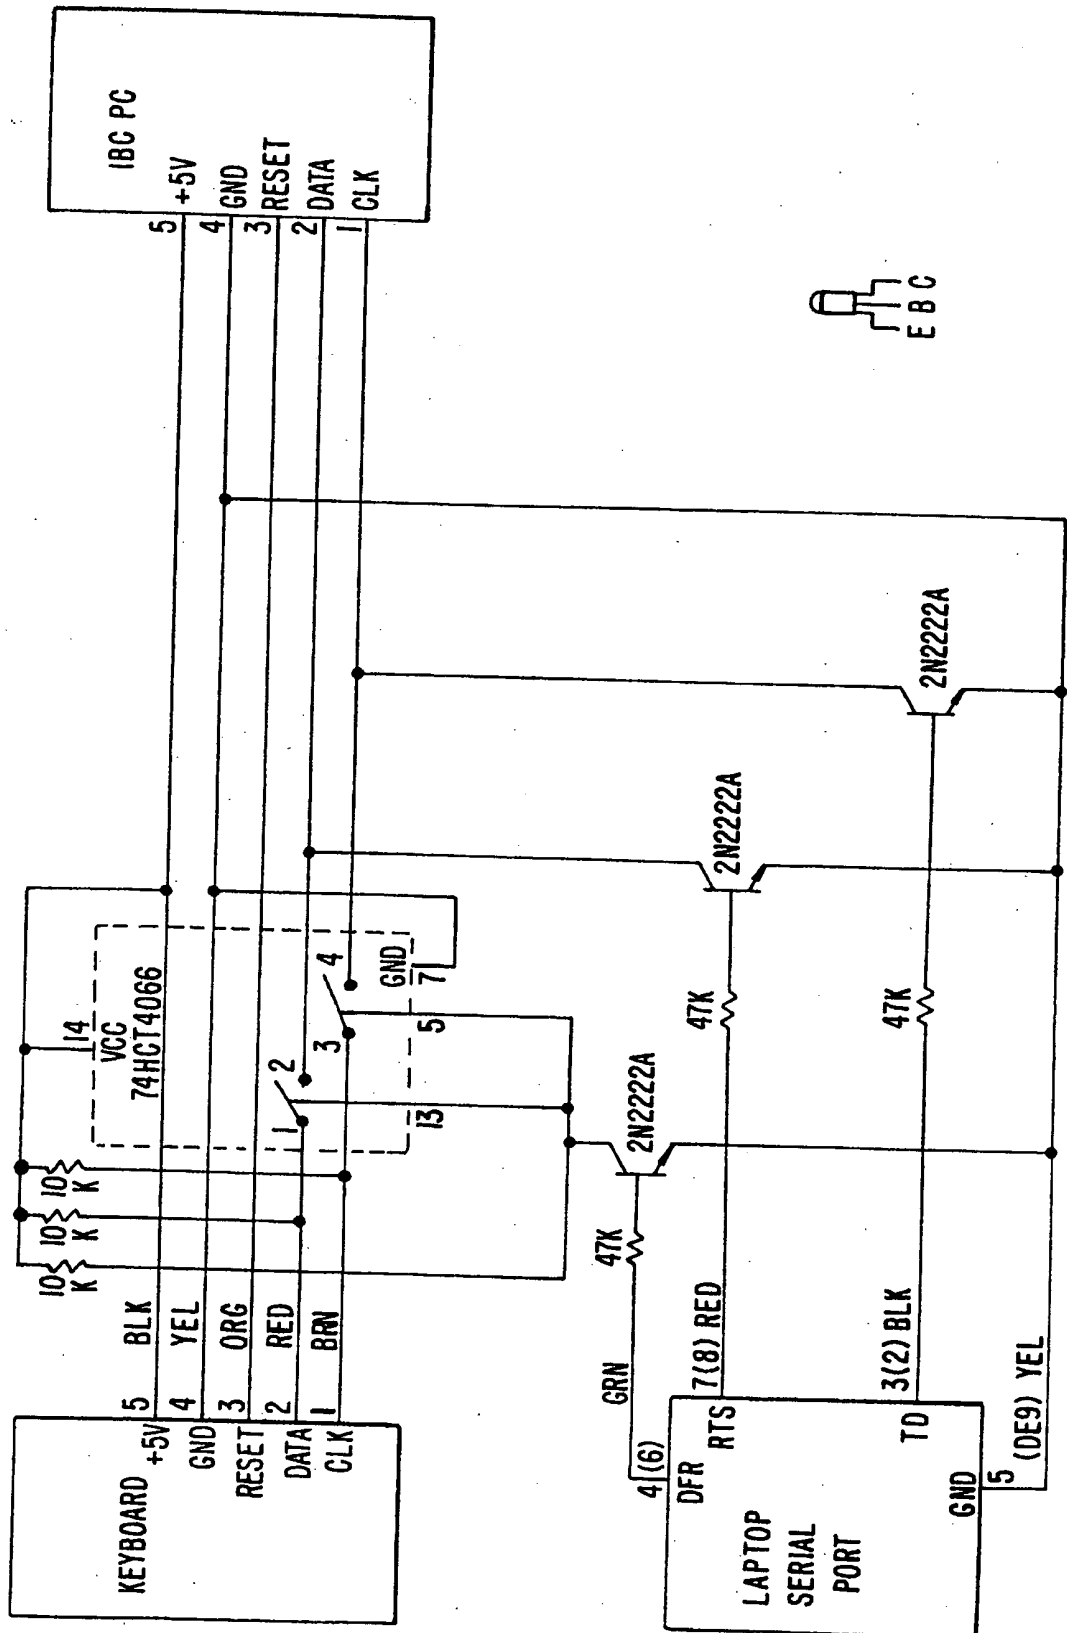 IBC PC
5 +5V
4 GND
3 RESET
2 DATA
1 CLK
E B C
2N2222A
2N2222A
2N2222A
47K
47K
47K
14
VCC
74HCT4066
1 2
3 4
GND
7
5
13
10
K
10
K
10
K
BLK
YEL
ORG
RED
BRN
KEYBOARD
+5V 5
GND 4
RESET 3
DATA 2
CLK 1
GRN
LAPTOP
SERIAL
PORT
DFR 4(6)
RTS 7(8) RED
TD 3(2) BLK
GND 5 (DE9) YEL